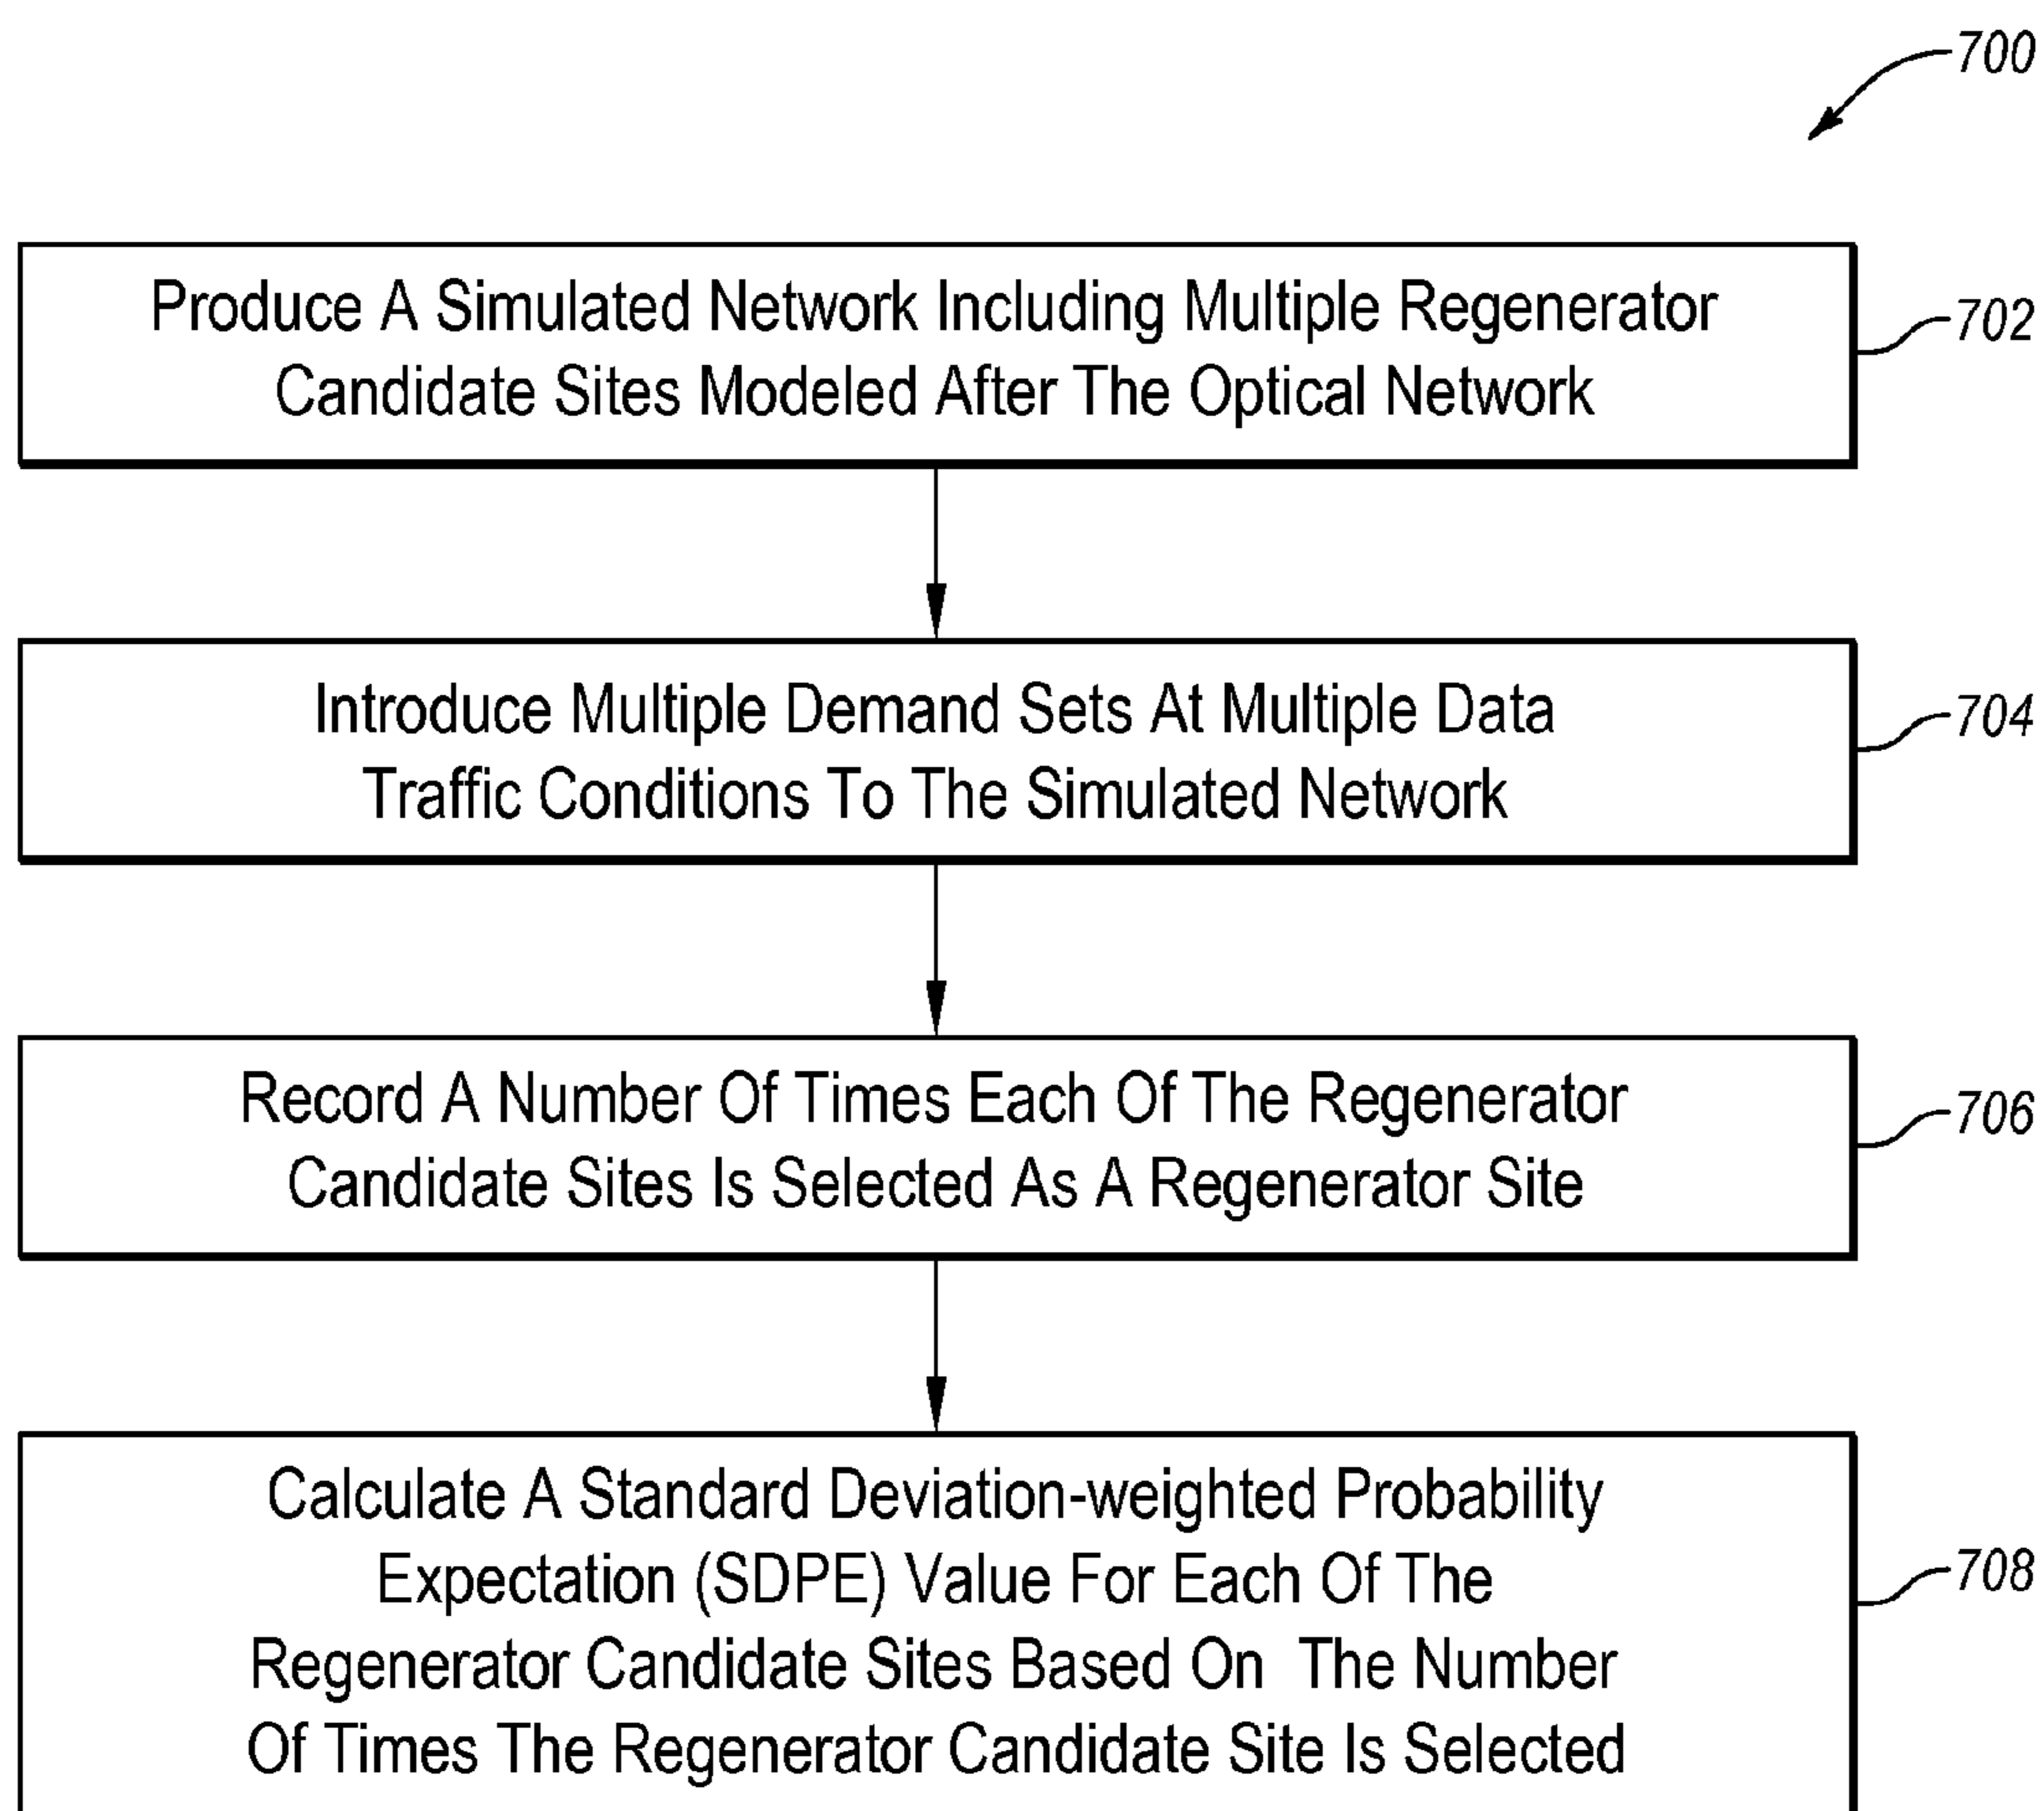 700
Produce A Simulated Network Including Multiple Regenerator
Candidate Sites Modeled After The Optical Network
702
Introduce Multiple Demand Sets At Multiple Data
Traffic Conditions To The Simulated Network
704
Record A Number Of Times Each Of The Regenerator
Candidate Sites Is Selected As A Regenerator Site
706
Calculate A Standard Deviation-weighted Probability
Expectation (SDPE) Value For Each Of The
Regenerator Candidate Sites Based On The Number
Of Times The Regenerator Candidate Site Is Selected
708